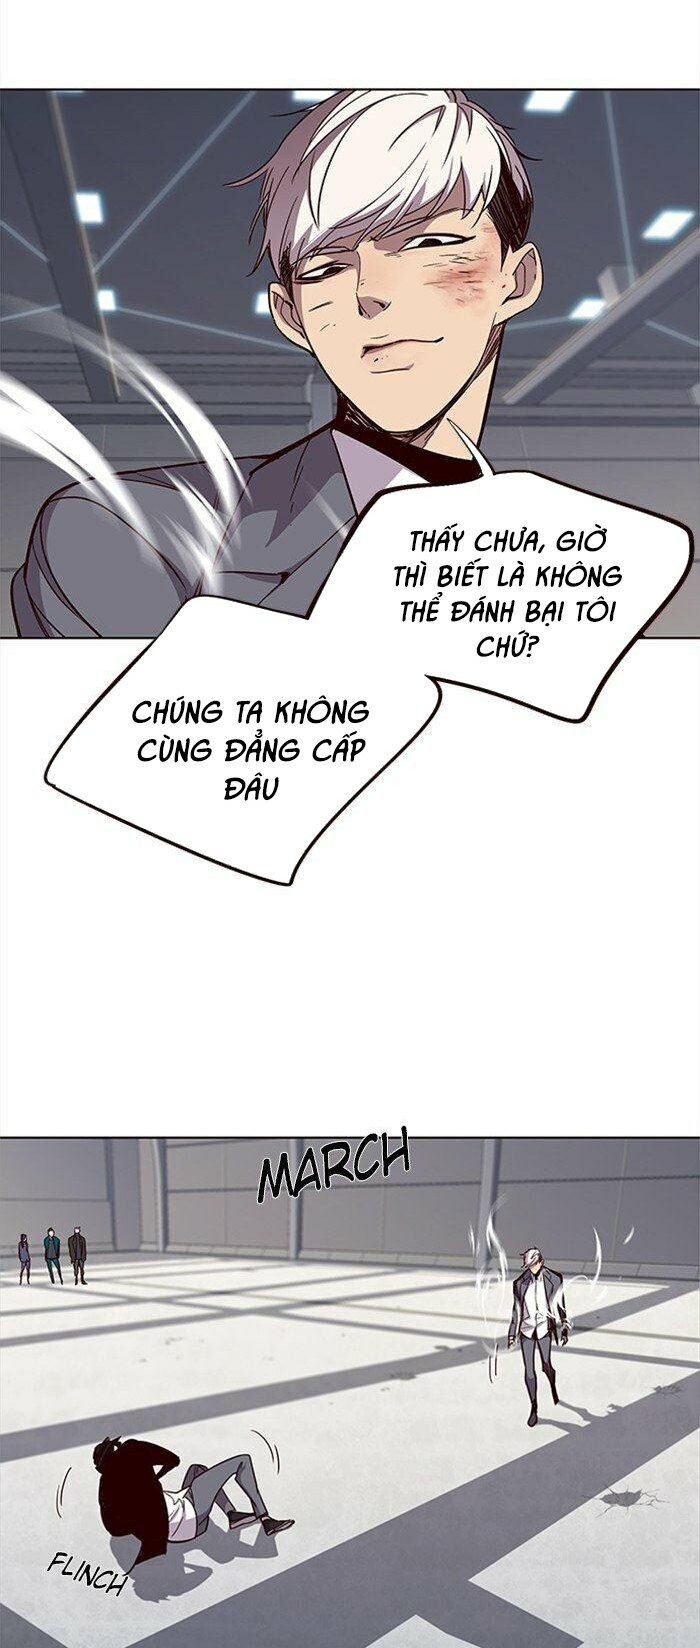 THẤY CHƯA, GIỜ
THÌ BIẾT LÀ KHÔNG
THỂ ĐÁNH BẠI TÔI
CHỨ?
CHÚNG TA KHÔNG
CÙNG ĐẲNG CẤP
ĐÂU
MARCH
FLINCH